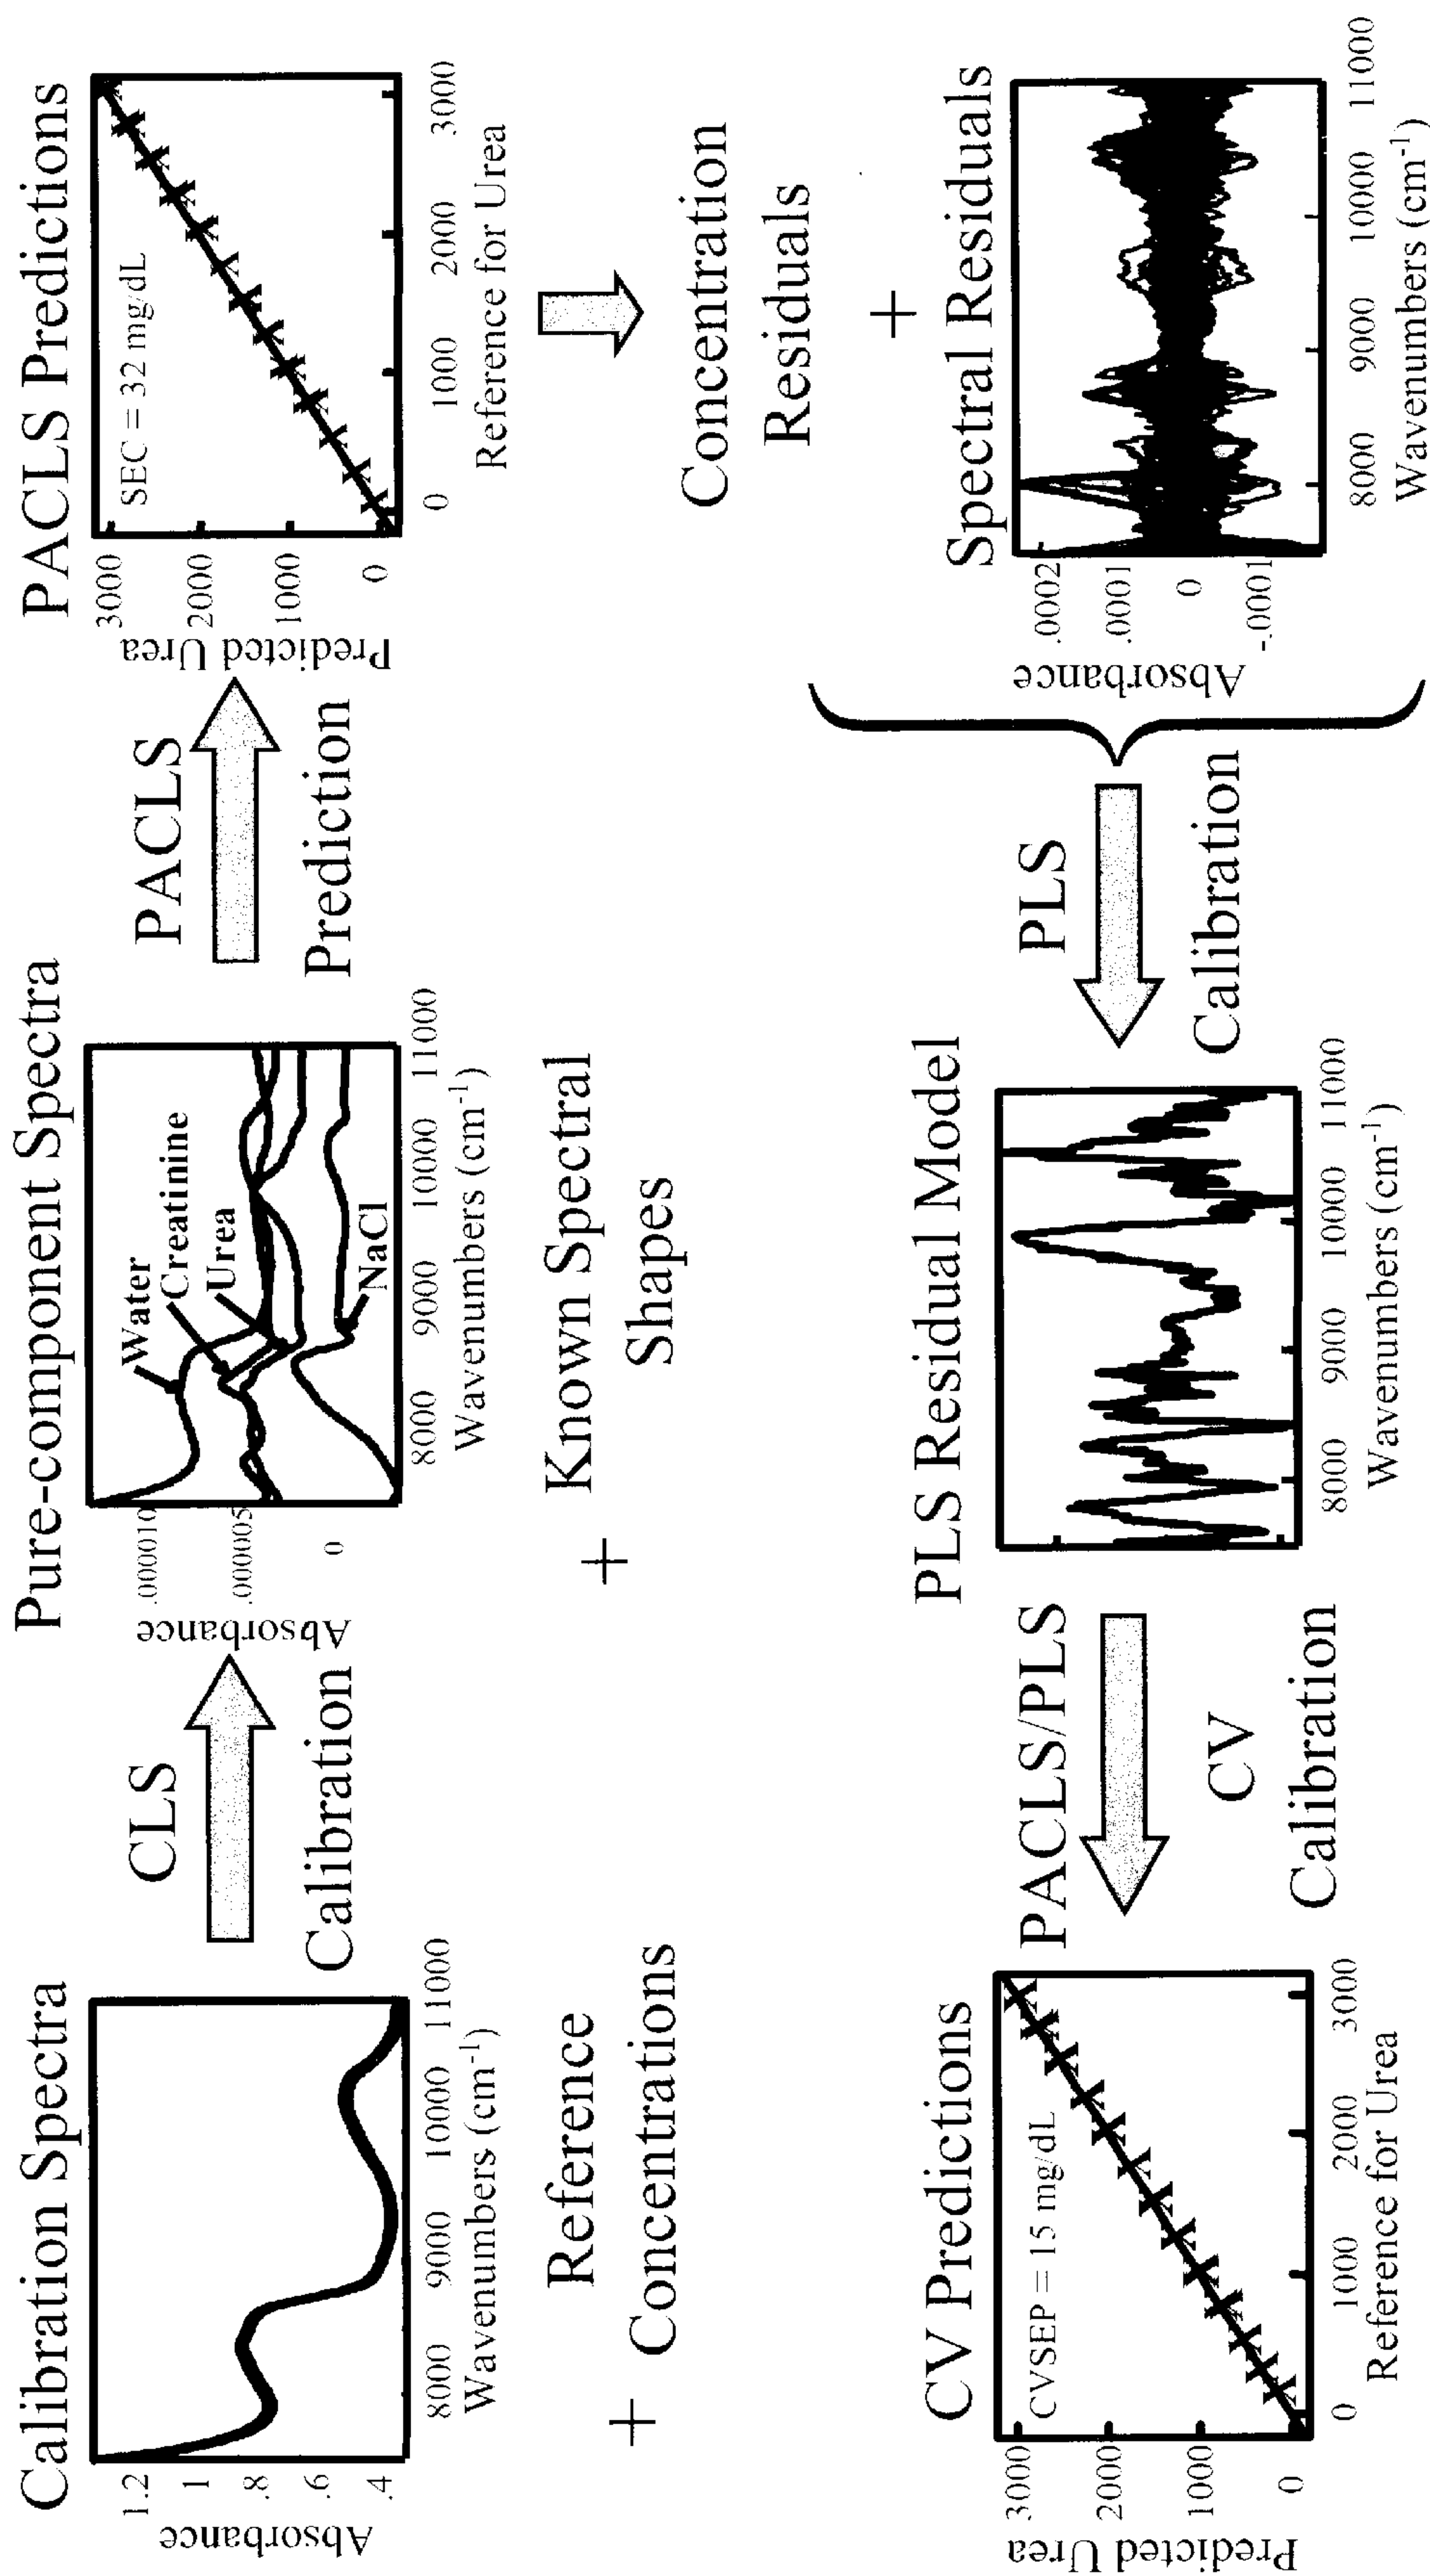 Calibration Spectra
Absorbance
1.2
1
.8
.6
.4
8000 9000 10000 11000
Wavenumbers (cm-1)
+
Reference
Concentrations
CLS
Calibration
Pure-component Spectra
Absorbance
.000010
.000005
0
Water
Creatinine
Urea
NaCl
8000 9000 10000 11000
Wavenumbers (cm-1)
+
Known Spectral
Shapes
PACLS
Prediction
PACLS Predictions
Predicted Urea
3000
2000
1000
0
SEC = 32 mg/dL
0 1000 2000 3000
Reference for Urea
Concentration
Residuals
+
Spectral Residuals
Absorbance
.0002
.0001
0
-.0001
8000 9000 10000 11000
Wavenumbers (cm-1)
PLS
Calibration
PLS Residual Model
8000 9000 10000 11000
Wavenumbers (cm-1)
PACLS/PLS
CV
Calibration
CV Predictions
Predicted Urea
3000
2000
1000
0
CVSEP = 15 mg/dL
0 1000 2000 3000
Reference for Urea